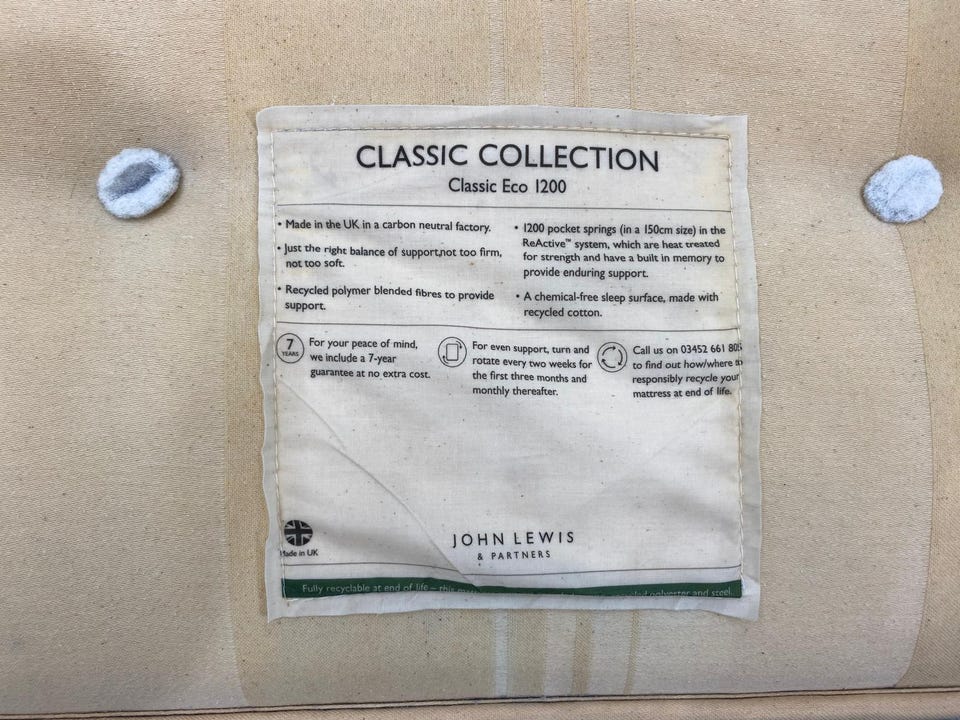 CLASSIC COLLECTION
Classic Eco 1200
• Made in the UK in a carbon neutral factory.
• Just the right balance of support,not too firm,
not too soft.
• Recycled polymer blended fibres to provide
support.
• 1200 pocket springs (in a 150cm size) in the
ReActive™ system, which are heat treated
for strength and have a built in memory to
provide enduring support.
• A chemical-free sleep surface, made with
recycled cotton.
7
YEARS
For your peace of mind,
we include a 7-year
guarantee at no extra cost.
For even support, turn and
rotate every two weeks for
the first three months and
monthly thereafter.
Call us on 03452 661 805
to find out how/where
responsibly recycle your
mattress at end of life.
Made in UK
JOHN LEWIS
& PARTNERS
Fully recyclable at end of life – this polyester and steel.